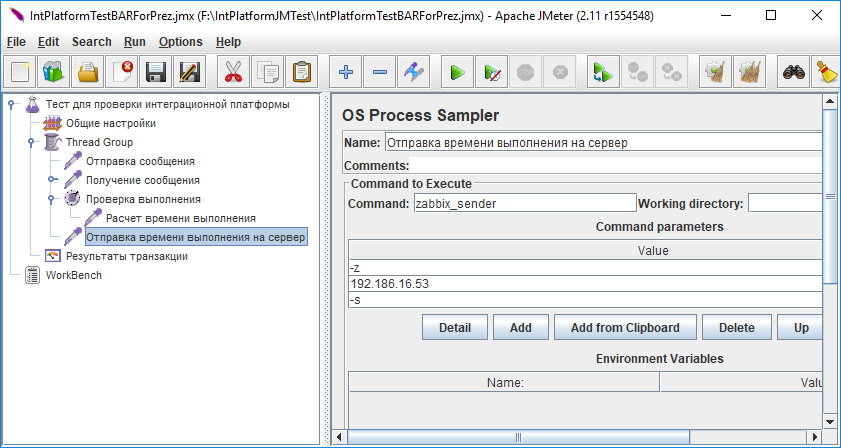 IntPlatformTestBARForPrez.jmx (F:\IntPlatformJMTest\IntPlatformTestBARForPrez.jmx) - Apache JMeter (2.11 r1554548)
File Edit Search Run Options Help
Тест для проверки интеграционной платформы
Общие настройки
Thread Group
Отправка сообщения
Получение сообщения
Проверка выполнения
Расчет времени выполнения
Отправка времени выполнения на сервер
Результаты транзакции
WorkBench
OS Process Sampler
Name: Отправка времени выполнения на сервер
Comments:
Command to Execute
Command: zabbix_sender Working directory:
Command parameters
Value
-z
192.186.16.53
-s
Detail Add Add from Clipboard Delete Up
Environment Variables
Name: Valu